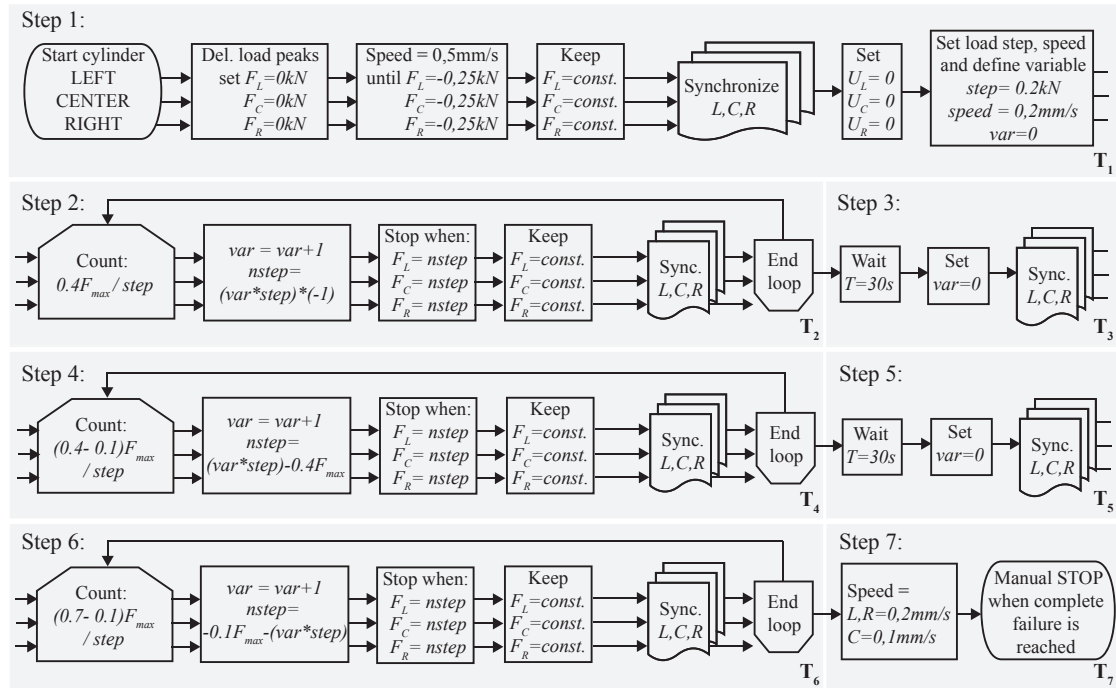 Step 1:
Start cylinder
LEFT
CENTER
RIGHT
Del. load peaks
set F_L=0kN
F_C=0kN
F_R=0kN
Speed = 0,5mm/s
until F_L=-0,25kN
F_C=-0,25kN
F_R=-0,25kN
Keep
F_L=const.
F_C=const.
F_R=const.
Synchronize
L,C,R
Set
U_L= 0
U_C= 0
U_R= 0
Set load step, speed
and define variable
step= 0.2kN
speed = 0,2mm/s
var=0
T_1
Step 2:
Count:
0.4F_max / step
var = var+1
nstep=
(var*step)*(-1)
Stop when:
F_L= nstep
F_C= nstep
F_R= nstep
Keep
F_L=const.
F_C=const.
F_R=const.
Sync.
L,C,R
End
loop
T_2
Step 3:
Wait
T=30s
Set
var=0
Sync.
L,C,R
T_3
Step 4:
Count:
(0.4- 0.1)F_max
/ step
var = var+1
nstep=
(var*step)-0.4F_max
Stop when:
F_L= nstep
F_C= nstep
F_R= nstep
Keep
F_L=const.
F_C=const.
F_R=const.
Sync.
L,C,R
End
loop
T_4
Step 5:
Wait
T=30s
Set
var=0
Sync.
L,C,R
T_5
Step 6:
Count:
(0.7- 0.1)F_max
/ step
var = var+1
nstep=
-0.1F_max-(var*step)
Stop when:
F_L= nstep
F_C= nstep
F_R= nstep
Keep
F_L=const.
F_C=const.
F_R=const.
Sync.
L,C,R
End
loop
T_6
Step 7:
Speed =
L,R=0,2mm/s
C=0,1mm/s
Manual STOP
when complete
failure is
reached
T_7